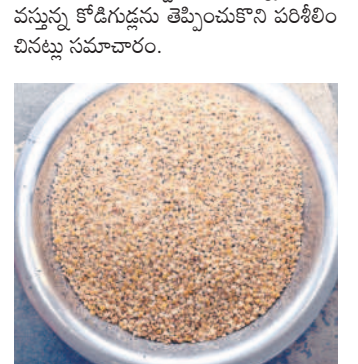 వస్తున్న కోడిగుడ్లను తెప్పించుకొని పరిశీలిం
చినట్లు సమాచారం.